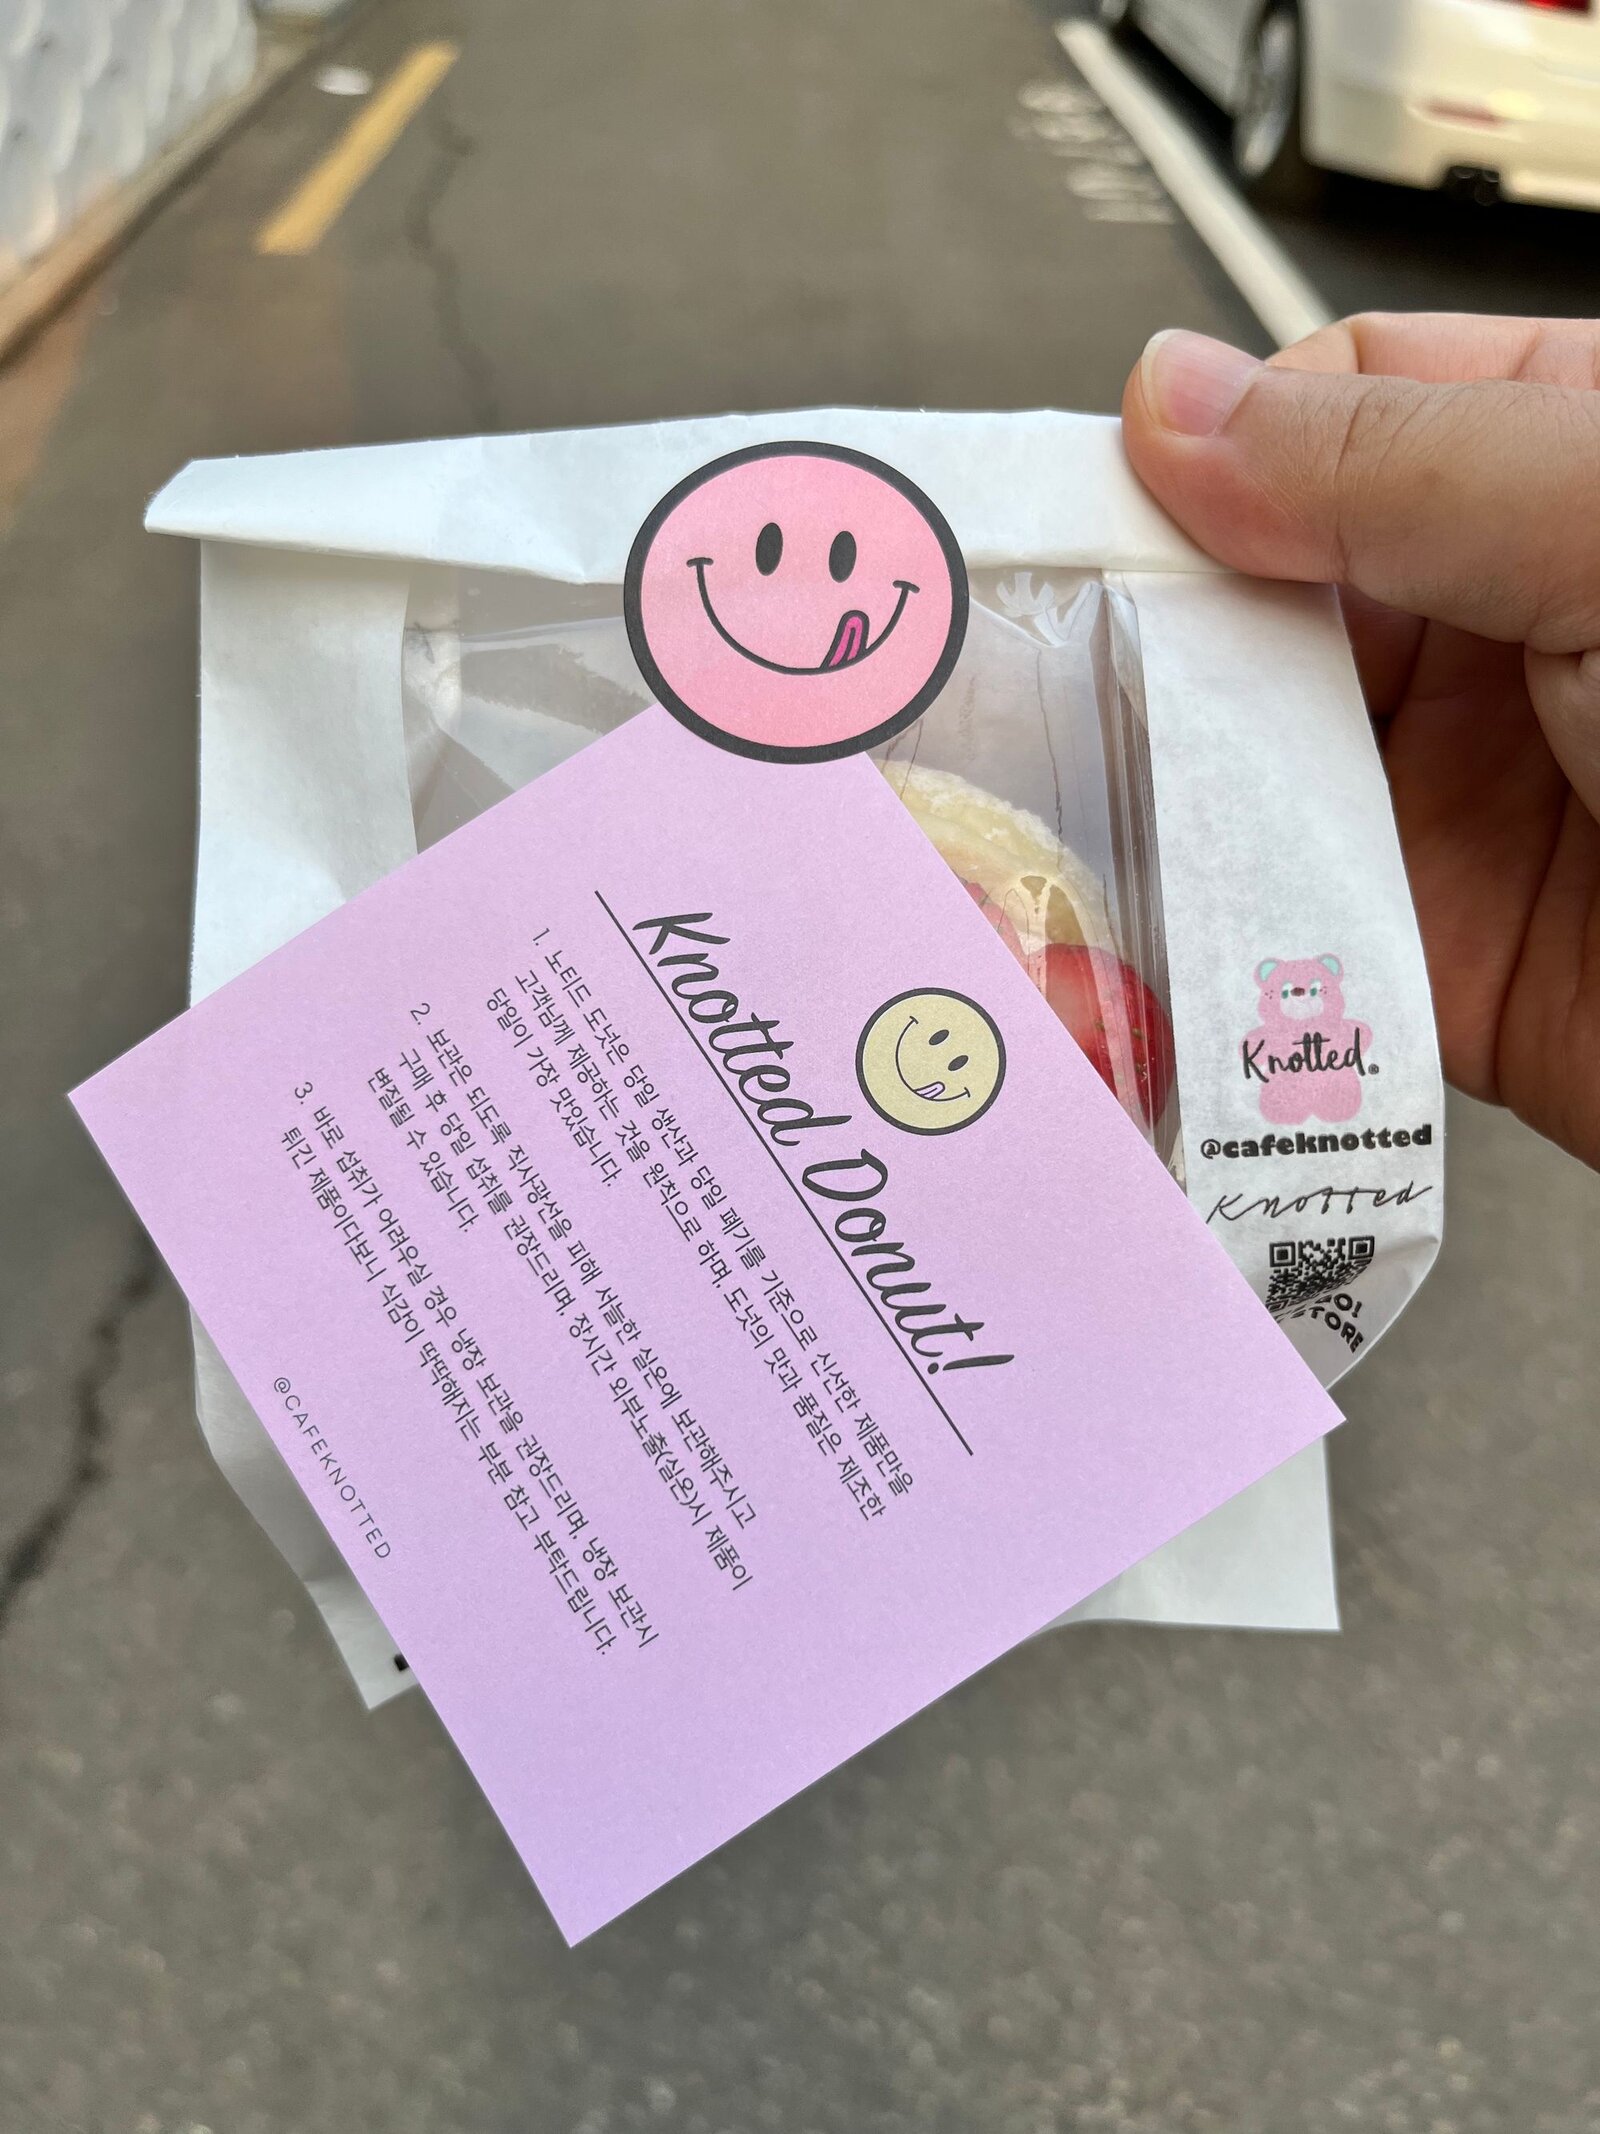 Knotted Donut!
1. 노티드 도넛은 당일 생산과 당일 폐기를 기준으로 신선한 제품만을
고객님께 제공하는 것을 원칙으로 하며, 도넛의 맛과 품질은 제조한
당일이 가장 맛있습니다.
2. 보관은 되도록 직사광선을 피해 서늘한 실온에 보관해주시고
구매 후 당일 섭취를 권장드리며, 장시간 외부노출(실온)시 제품이
변질될 수 있습니다.
3. 바로 섭취가 어려우실 경우 냉장 보관을 권장드리며, 냉장 보관시
튀긴 제품이다보니 식감이 딱딱해지는 부분 참고 부탁드립니다.
@CAFEKNOTTED
Knotted®
@cafeknotted
Knotted
GO!
STORE